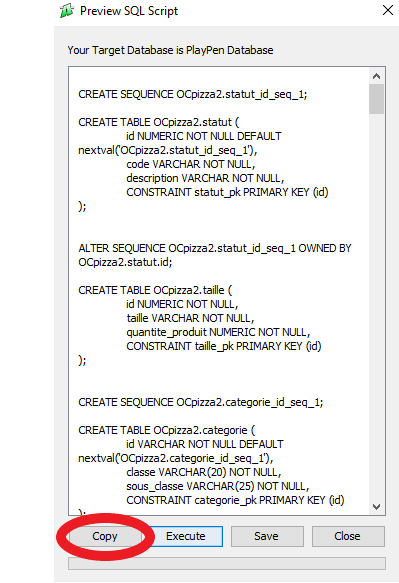 Preview SQL Script
Your Target Database is PlayPen Database
CREATE SEQUENCE OCpizza2.statut_id_seq_1;
CREATE TABLE OCpizza2.statut (
id NUMERIC NOT NULL DEFAULT
nextval('OCpizza2.statut_id_seq_1'),
code VARCHAR NOT NULL,
description VARCHAR NOT NULL,
CONSTRAINT statut_pk PRIMARY KEY (id)
);
ALTER SEQUENCE OCpizza2.statut_id_seq_1 OWNED BY
OCpizza2.statut.id;
CREATE TABLE OCpizza2.taille (
id NUMERIC NOT NULL,
taille VARCHAR NOT NULL,
quantite_produit NUMERIC NOT NULL,
CONSTRAINT taille_pk PRIMARY KEY (id)
);
CREATE SEQUENCE OCpizza2.categorie_id_seq_1;
CREATE TABLE OCpizza2.categorie (
id VARCHAR NOT NULL DEFAULT
nextval('OCpizza2.categorie_id_seq_1'),
classe VARCHAR(20) NOT NULL,
sous_classe VARCHAR(25) NOT NULL,
CONSTRAINT categorie_pk PRIMARY KEY (id)
);
Copy Execute Save Close